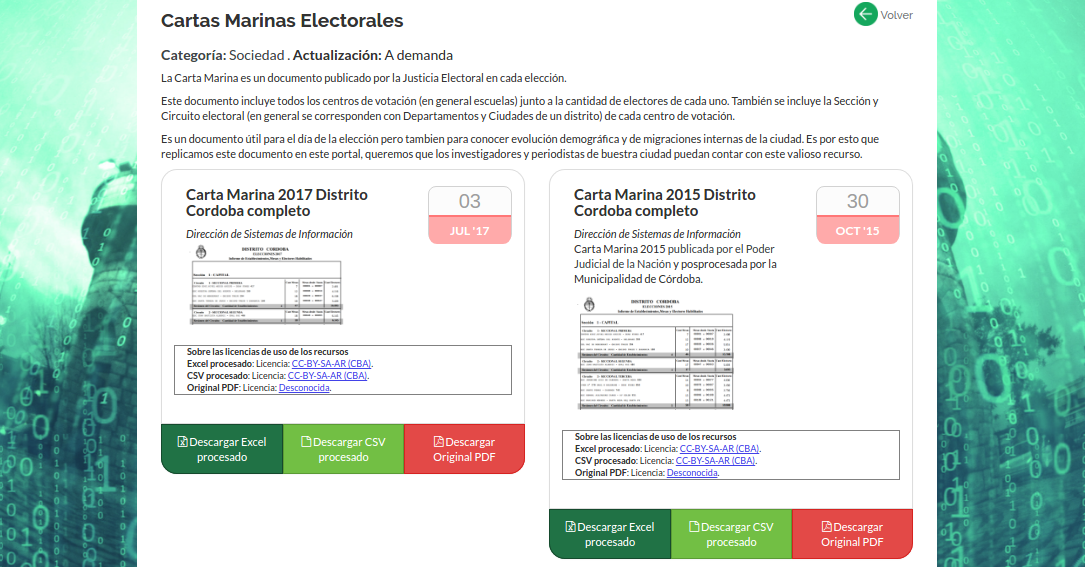 Cartas Marinas Electorales
Volver
Categoría: Sociedad . Actualización: A demanda
La Carta Marina es un documento publicado por la Justicia Electoral en cada elección.
Este documento incluye todos los centros de votación (en general escuelas) junto a la cantidad de electores de cada uno. También se incluye la Sección y
Circuito electoral (en general se corresponden con Departamentos y Ciudades de un distrito) de cada centro de votación.
Es un documento útil para el día de la elección pero tambien para conocer evolución demográfica y de migraciones internas de la ciudad. Es por esto que
replicamos este documento en este portal, queremos que los investigadores y periodistas de buestra ciudad puedan contar con este valioso recurso.
Carta Marina 2017 Distrito
Cordoba completo
03
JUL '17
Dirección de Sistemas de Información
DISTRITO CORDOBA
ELECCIONES 2017
Informe de Establecimientos, Mesas y Electores Habilitados
Sección 1 - CAPITAL
Sobre las licencias de uso de los recursos
Excel procesado: Licencia: CC-BY-SA-AR (CBA).
CSV procesado: Licencia: CC-BY-SA-AR (CBA).
Original PDF: Licencia: Desconocida.
Descargar Excel
procesado
Descargar CSV
procesado
Descargar
Original PDF
Carta Marina 2015 Distrito
Cordoba completo
30
OCT '15
Dirección de Sistemas de Información
Carta Marina 2015 publicada por el Poder
Judicial de la Nación y posprocesada por la
Municipalidad de Córdoba.
DISTRITO CORDOBA
ELECCIONES 2015
Informe de Establecimientos, Mesas y Electores Habilitados
Sección 1 - CAPITAL
Sobre las licencias de uso de los recursos
Excel procesado: Licencia: CC-BY-SA-AR (CBA).
CSV procesado: Licencia: CC-BY-SA-AR (CBA).
Original PDF: Licencia: Desconocida.
Descargar Excel
procesado
Descargar CSV
procesado
Descargar
Original PDF